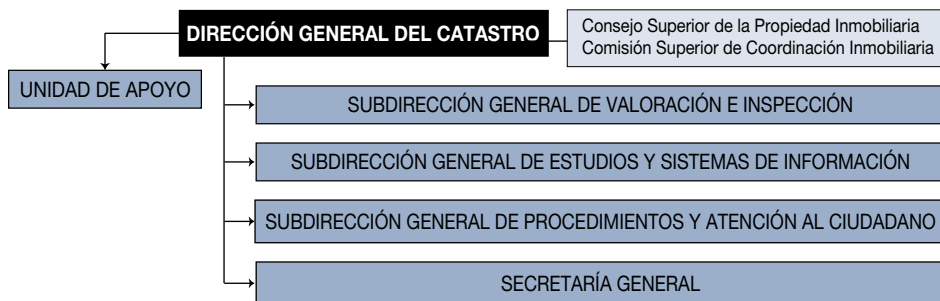 DIRECCIÓN GENERAL DEL CATASTRO
Consejo Superior de la Propiedad Inmobiliaria
Comisión Superior de Coordinación Inmobiliaria
UNIDAD DE APOYO
SUBDIRECCIÓN GENERAL DE VALORACIÓN E INSPECCIÓN
SUBDIRECCIÓN GENERAL DE ESTUDIOS Y SISTEMAS DE INFORMACIÓN
SUBDIRECCIÓN GENERAL DE PROCEDIMIENTOS Y ATENCIÓN AL CIUDADANO
SECRETARÍA GENERAL